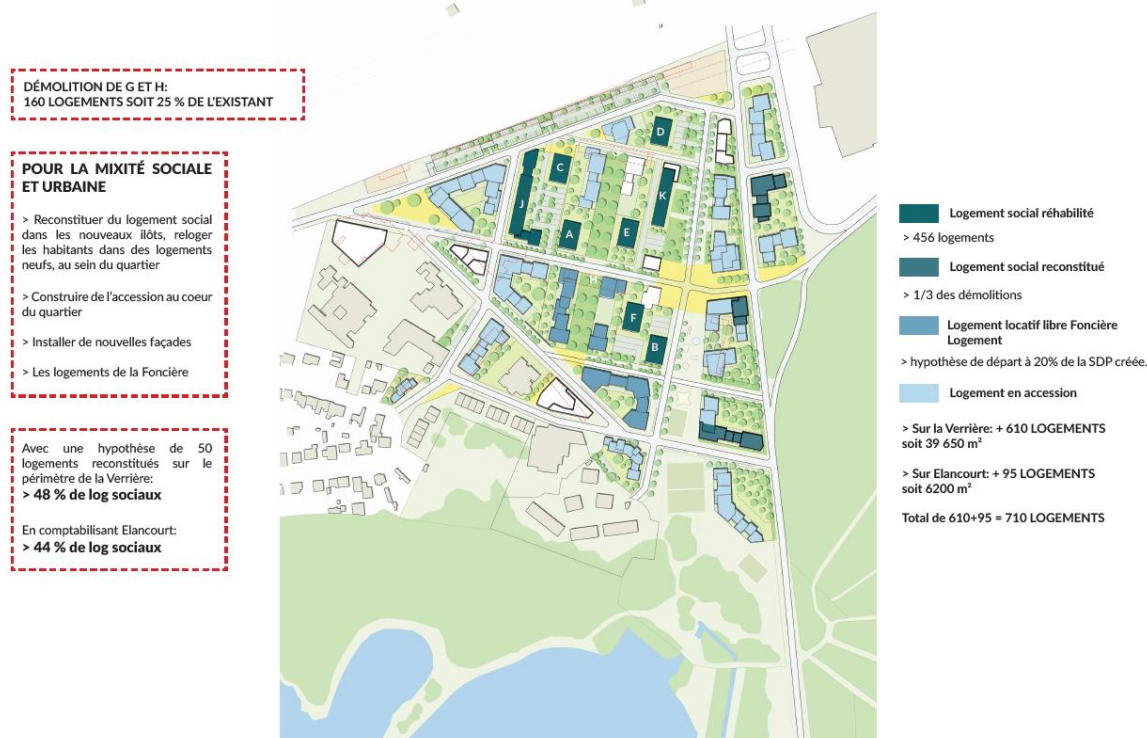 DÉMOLITION DE G ET H:
160 LOGEMENTS SOIT 25 % DE L'EXISTANT
POUR LA MIXITÉ SOCIALE
ET URBAINE
> Reconstituer du logement social
dans les nouveaux ilôts, reloger
les habitants dans des logements
neufs, au sein du quartier
> Construire de l'accession au coeur
du quartier
> Installer de nouvelles façades
> Les logements de la Foncière
Avec une hypothèse de 50
logements reconstitués sur le
périmètre de la Verrière:
> 48 % de log sociaux
En comptabilisant Elancourt:
> 44 % de log sociaux
D
C
K
J
A
E
F
B
Logement social réhabilité
> 456 logements
Logement social reconstitué
> 1/3 des démolitions
Logement locatif libre Foncière
Logement
> hypothèse de départ à 20% de la SDP créée.
Logement en accession
> Sur la Verrière: + 610 LOGEMENTS
soit 39 650 m²
> Sur Elancourt: + 95 LOGEMENTS
soit 6200 m²
Total de 610+95 = 710 LOGEMENTS